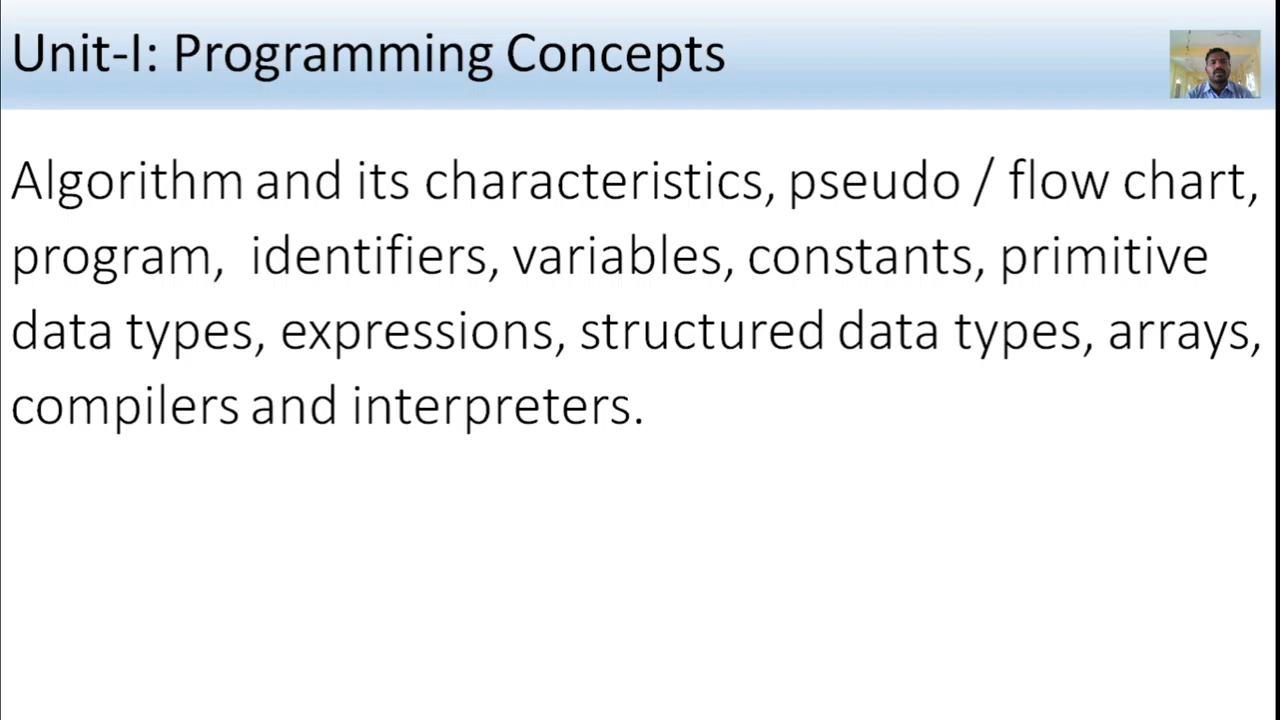 Unit-I: Programming Concepts
Algorithm and its characteristics, pseudo / flow chart,
program, identifiers, variables, constants, primitive
data types, expressions, structured data types, arrays,
compilers and interpreters.